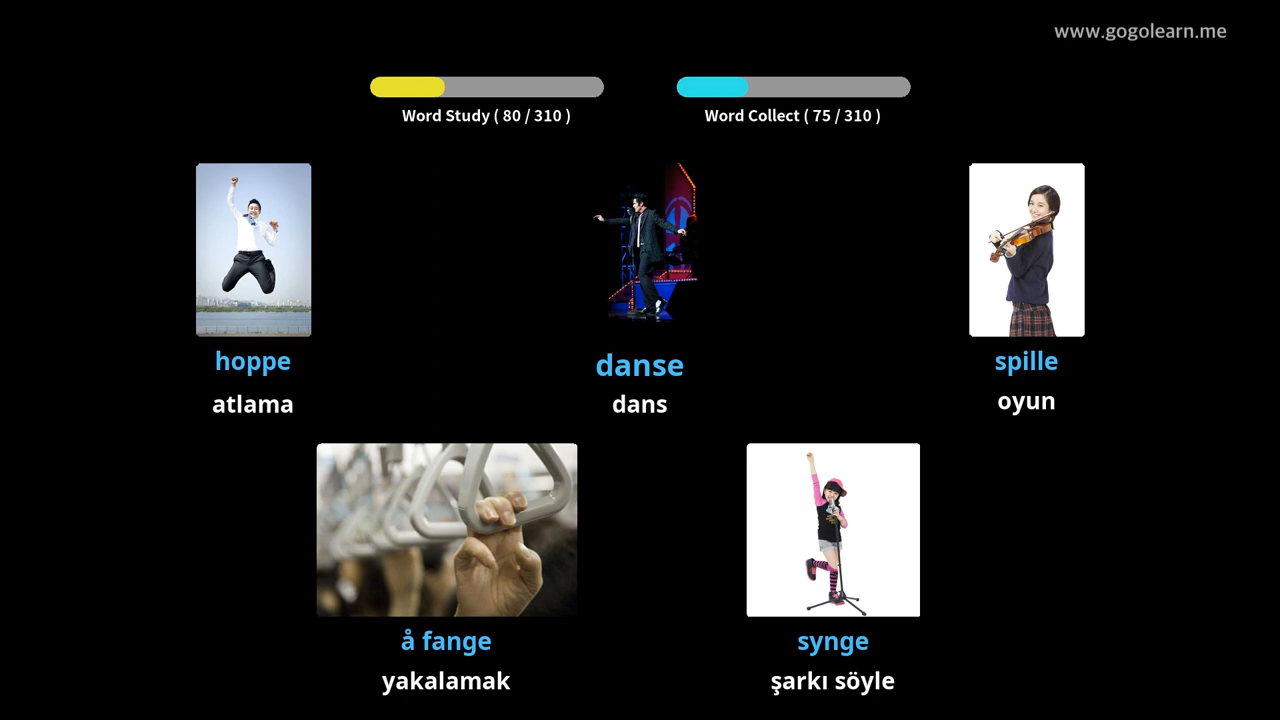 www.gogolearn.me
Word Study ( 80 / 310 )
Word Collect ( 75 / 310 )
hoppe
atlama
danse
dans
spille
oyun
å fange
yakalamak
synge
şarkı söyle